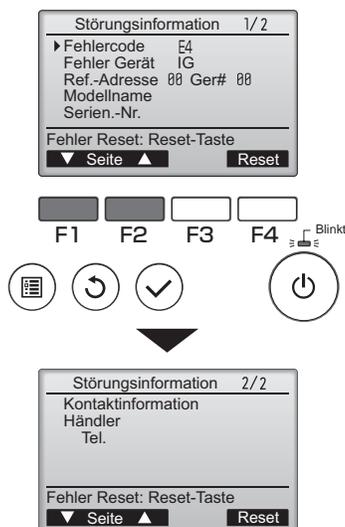 Störungsinformation 1/2
Fehlercode E4
Fehler Gerät IG
Ref.-Adresse 00 Ger# 00
Modellname
Serien.-Nr.
Fehler Reset: Reset-Taste
▼ Seite ▲ Reset
F1 F2 F3 F4
Blinkt
Störungsinformation 2/2
Kontaktinformation
Händler
Tel.
Fehler Reset: Reset-Taste
▼ Seite ▲ Reset